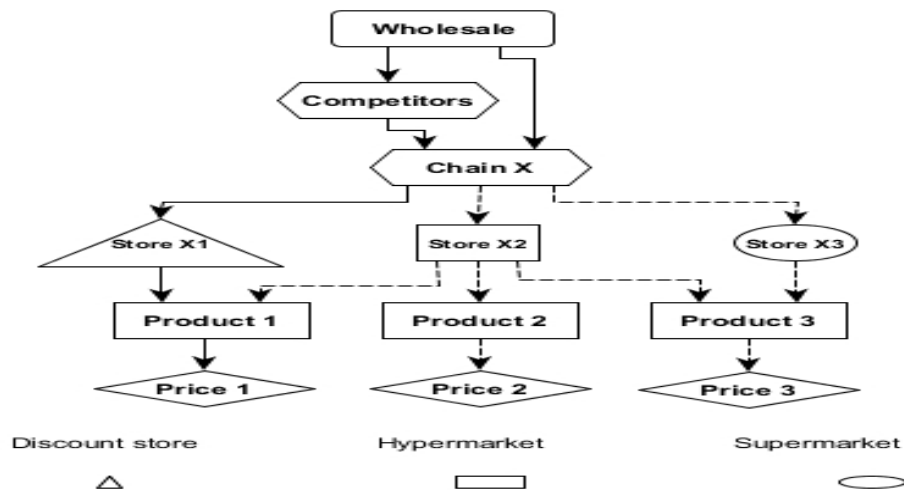 Wholesale
Competitors
Chain X
Store X1 Store X2 Store X3
Product 1 Product 2 Product 3
Price 1 Price 2 Price 3
Discount store Hypermarket Supermarket